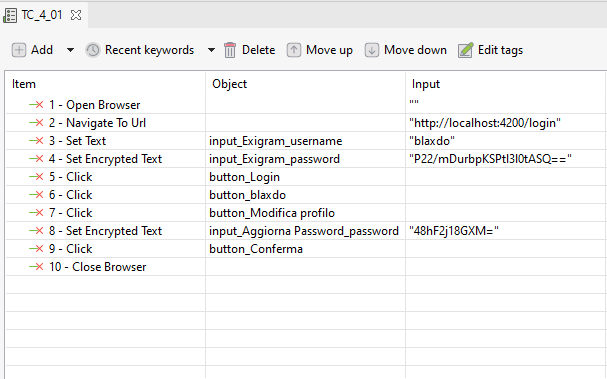 TC_4_01
Add Recent keywords Delete Move up Move down Edit tags
Item Object Input
1 - Open Browser ""
2 - Navigate To Url "http://localhost:4200/login"
3 - Set Text input_Exigram_username "blaxdo"
4 - Set Encrypted Text input_Exigram_password "P22/mDurbpKSPtI3I0tASQ=="
5 - Click button_Login
6 - Click button_blaxdo
7 - Click button_Modifica profilo
8 - Set Encrypted Text input_Aggiorna Password_password "48hF2j18GXM="
9 - Click button_Conferma
10 - Close Browser